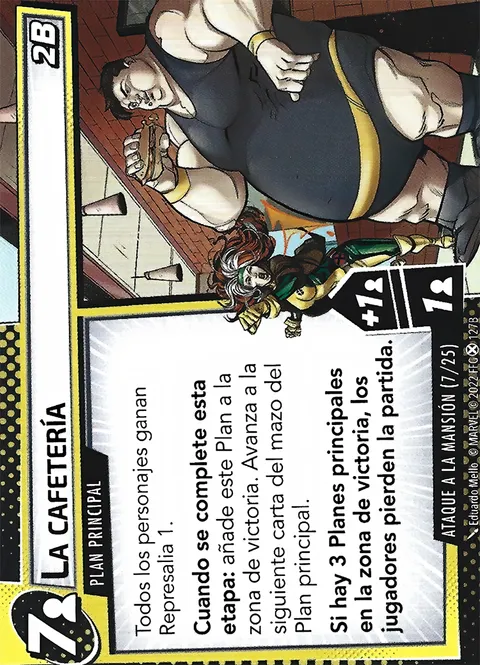 7
LA CAFETERÍA
2B
PLAN PRINCIPAL
Todos los personajes ganan
Represalia 1.
Cuando se complete esta
etapa: añade este Plan a la
zona de victoria. Avanza a la
siguiente carta del mazo del
Plan principal.
Si hay 3 Planes principales
en la zona de victoria, los
jugadores pierden la partida.
+1
1
ATAQUE A LA MANSIÓN (7/25)
Eduardo Mello. © MARVEL © 2022 FFG 127B